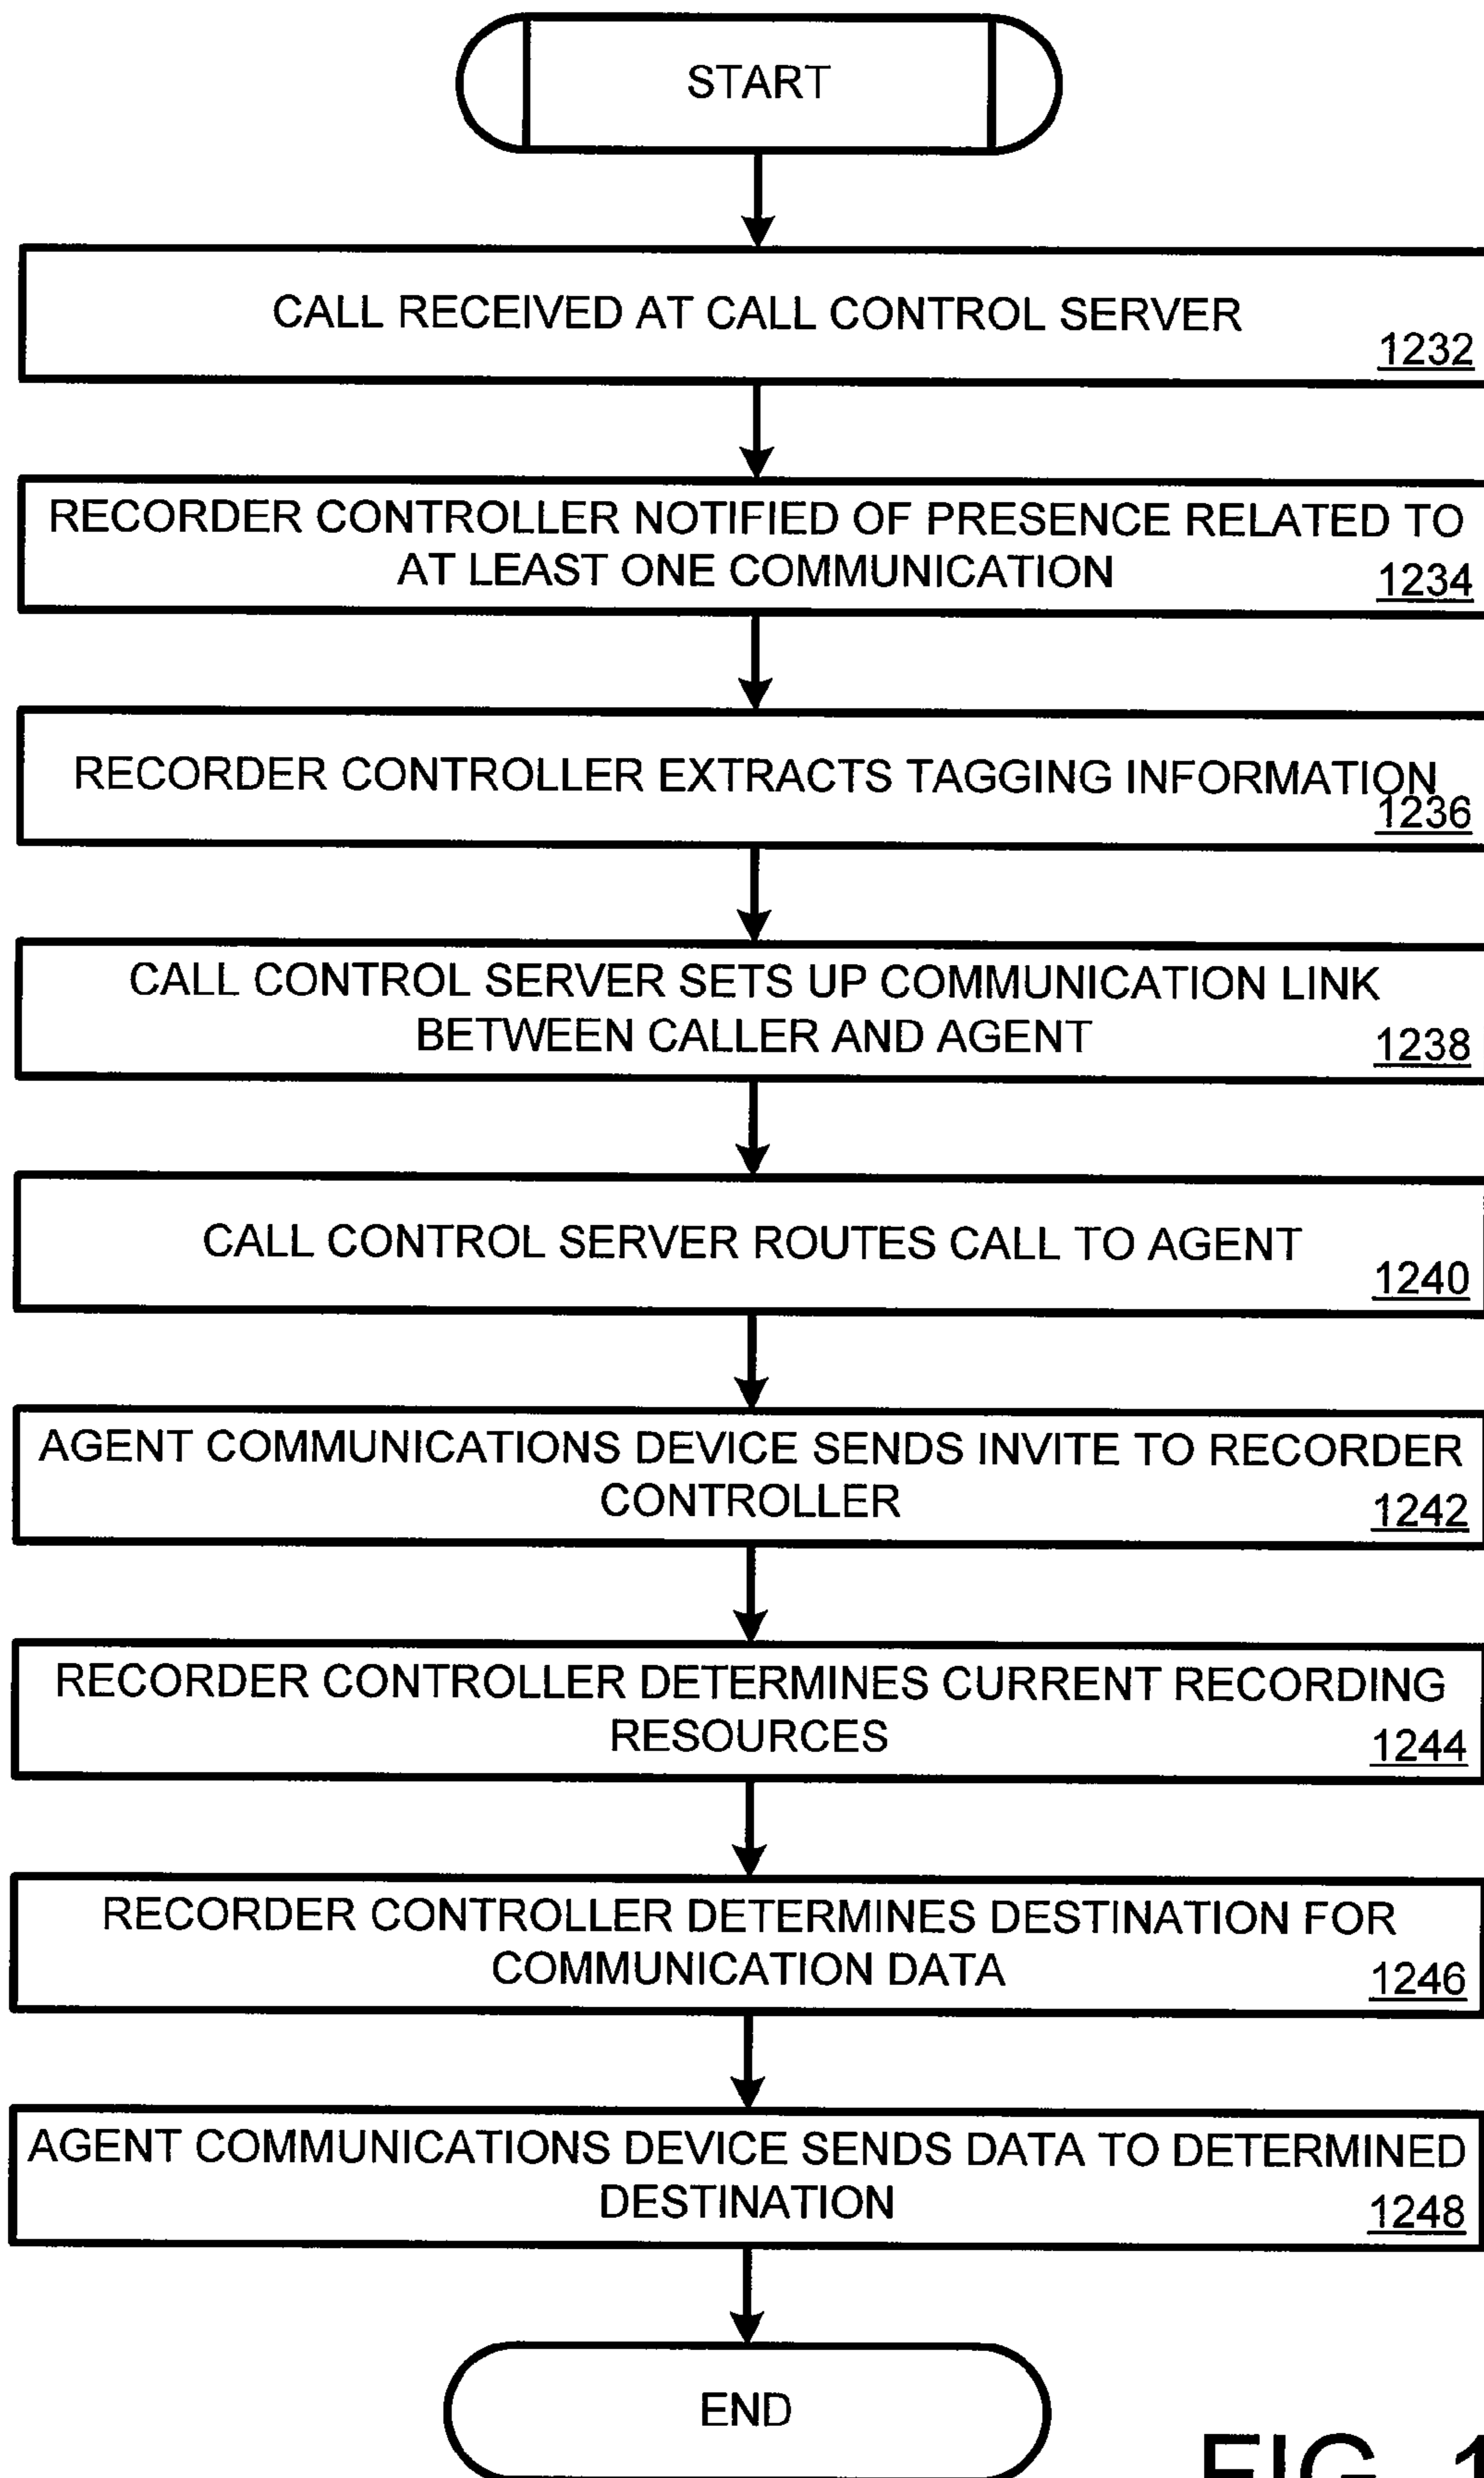 START
CALL RECEIVED AT CALL CONTROL SERVER
1232
RECORDER CONTROLLER NOTIFIED OF PRESENCE RELATED TO
AT LEAST ONE COMMUNICATION
1234
RECORDER CONTROLLER EXTRACTS TAGGING INFORMATION
1236
CALL CONTROL SERVER SETS UP COMMUNICATION LINK
BETWEEN CALLER AND AGENT
1238
CALL CONTROL SERVER ROUTES CALL TO AGENT
1240
AGENT COMMUNICATIONS DEVICE SENDS INVITE TO RECORDER
CONTROLLER
1242
RECORDER CONTROLLER DETERMINES CURRENT RECORDING
RESOURCES
1244
RECORDER CONTROLLER DETERMINES DESTINATION FOR
COMMUNICATION DATA
1246
AGENT COMMUNICATIONS DEVICE SENDS DATA TO DETERMINED
DESTINATION
1248
END
FIG. 1